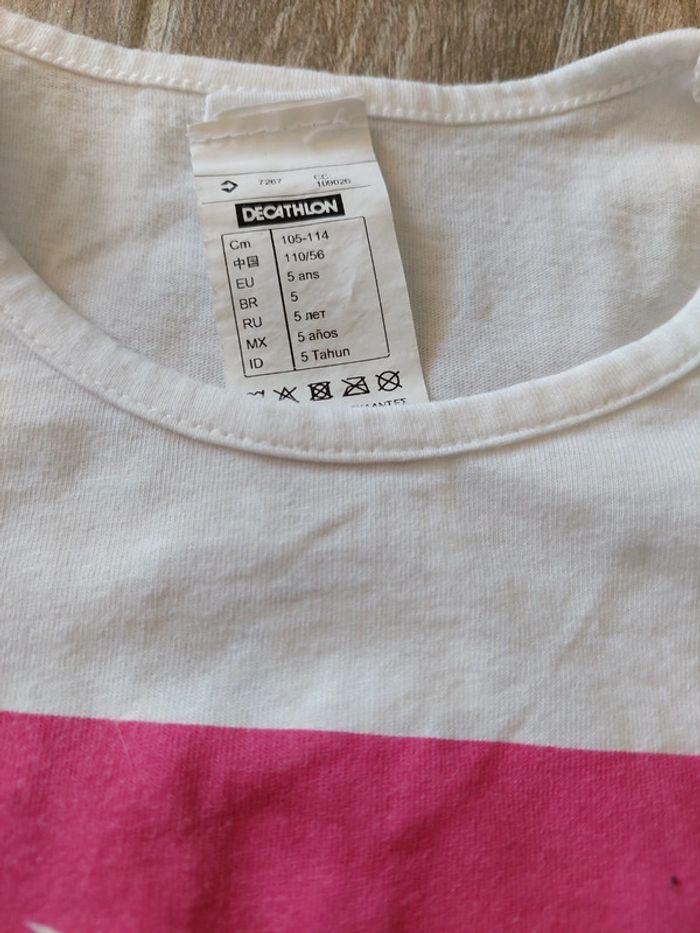 7267 CC 109026
DECATHLON
Cm 105-114
中国 110/56
EU 5 ans
BR 5
RU 5 лет
MX 5 años
ID 5 Tahun